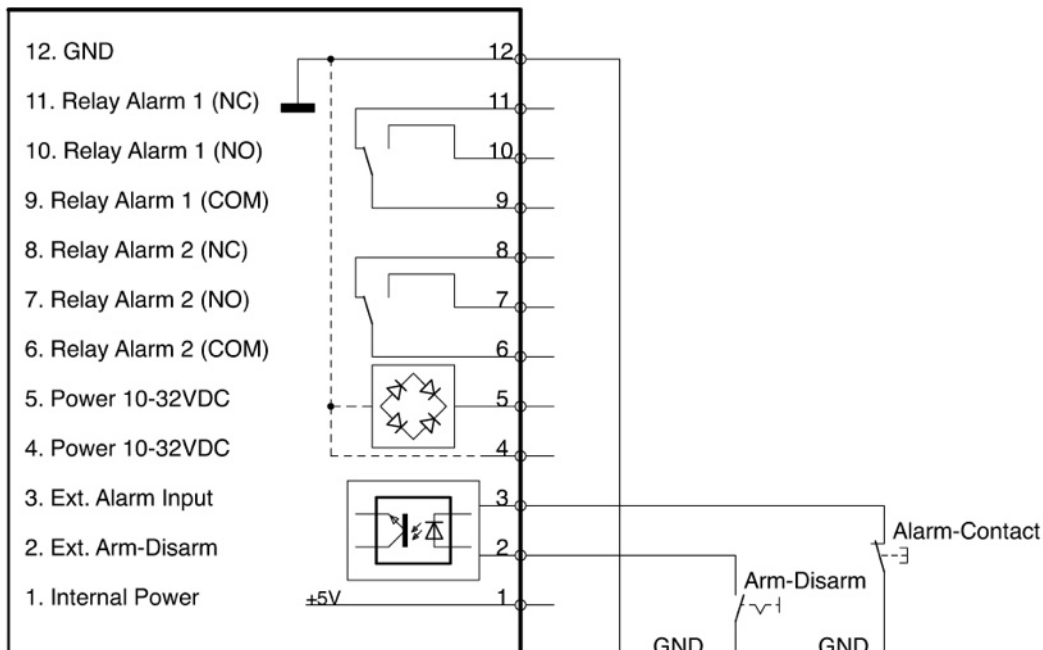 12. GND
11. Relay Alarm 1 (NC)
10. Relay Alarm 1 (NO)
9. Relay Alarm 1 (COM)
8. Relay Alarm 2 (NC)
7. Relay Alarm 2 (NO)
6. Relay Alarm 2 (COM)
5. Power 10-32VDC
4. Power 10-32VDC
3. Ext. Alarm Input
2. Ext. Arm-Disarm
1. Internal Power
+5V
12
11
10
9
8
7
6
5
4
3
2
1
Alarm-Contact
Arm-Disarm
GND
GND